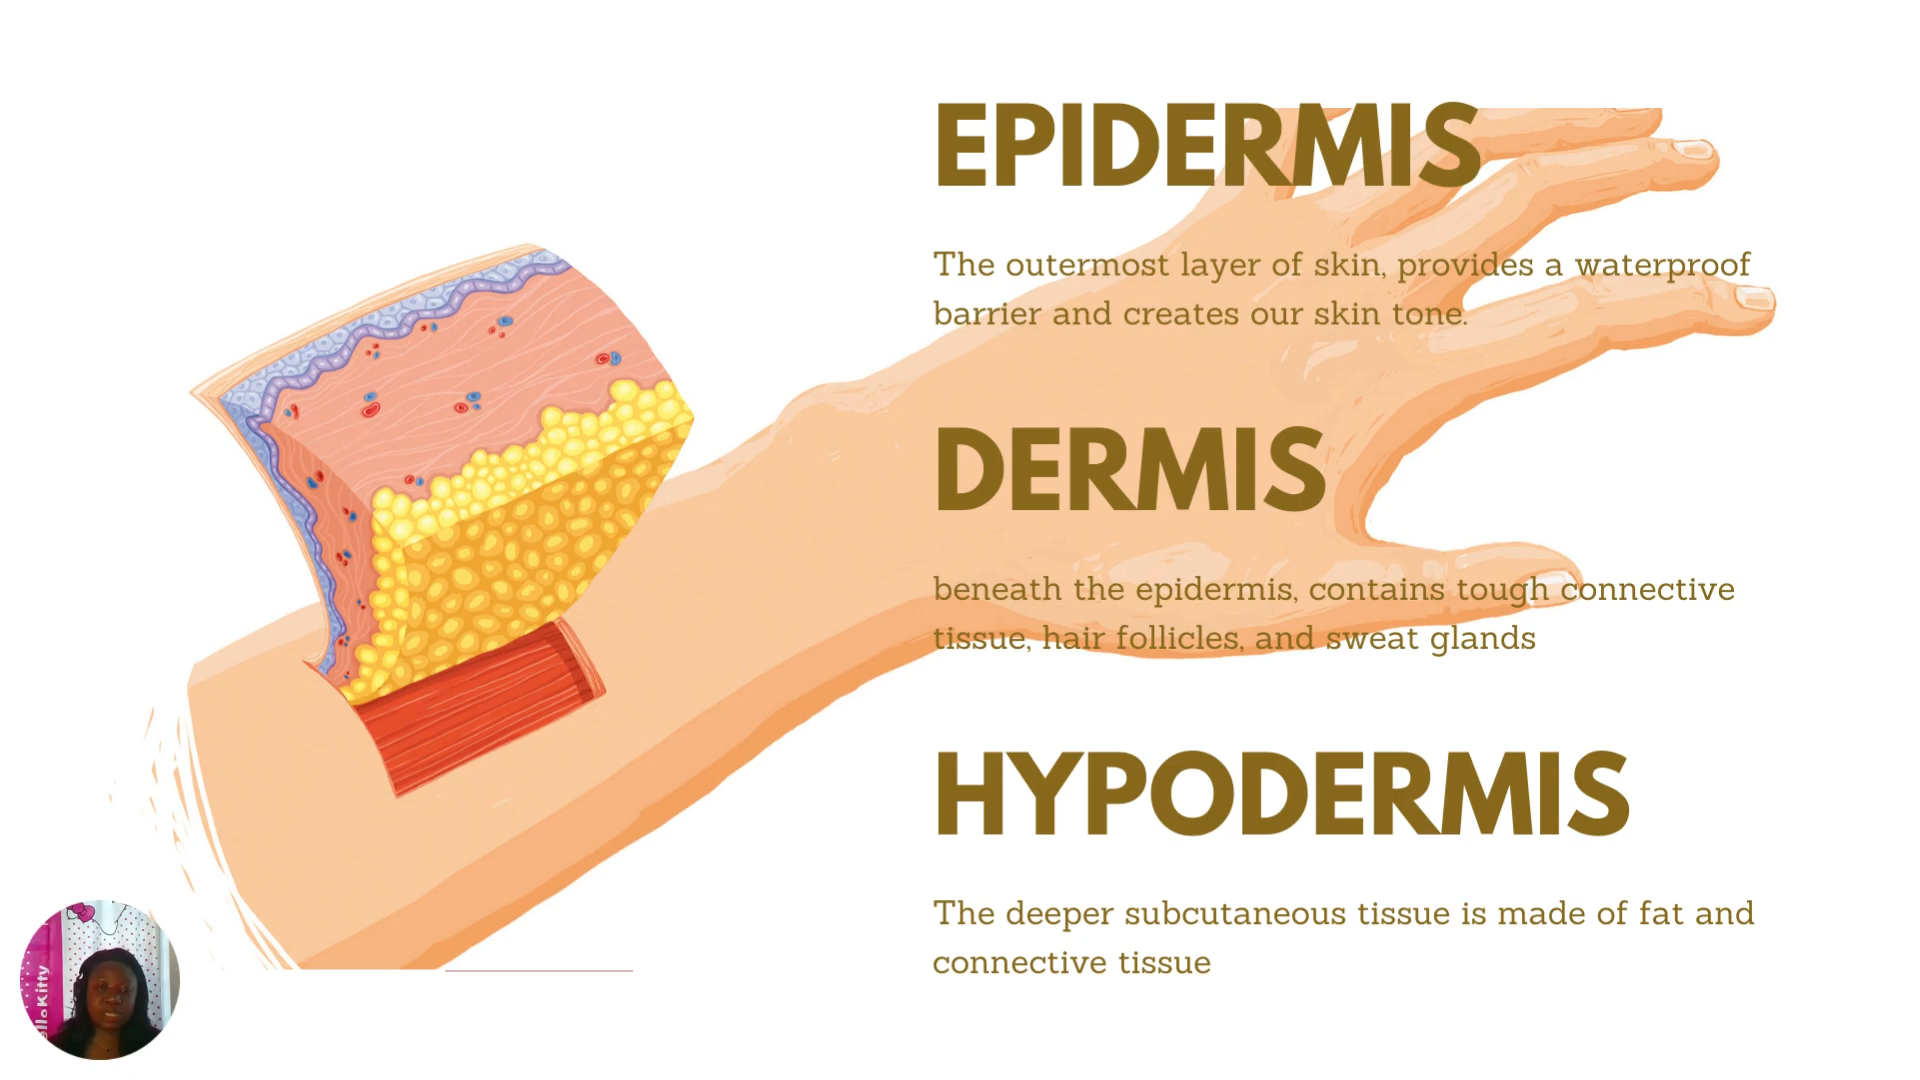 EPIDERMIS
The outermost layer of skin, provides a waterproof
barrier and creates our skin tone.
DERMIS
beneath the epidermis, contains tough connective
tissue, hair follicles, and sweat glands
HYPODERMIS
The deeper subcutaneous tissue is made of fat and
connective tissue
elloKitty